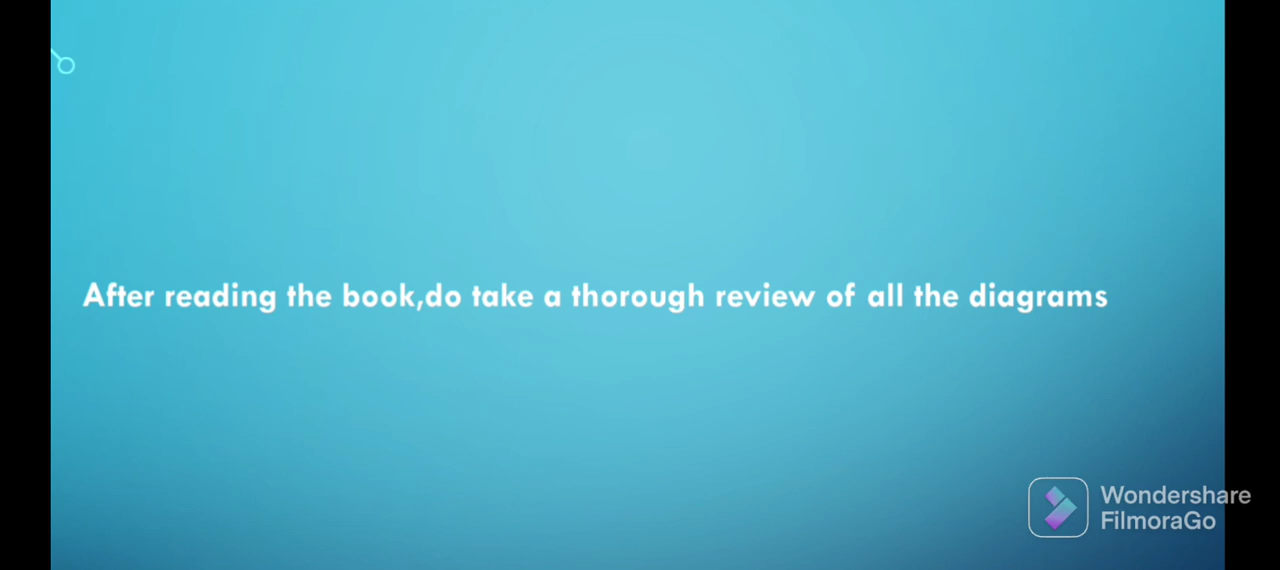 After reading the book,do take a thorough review of all the diagrams
Wondershare
FilmoraGo